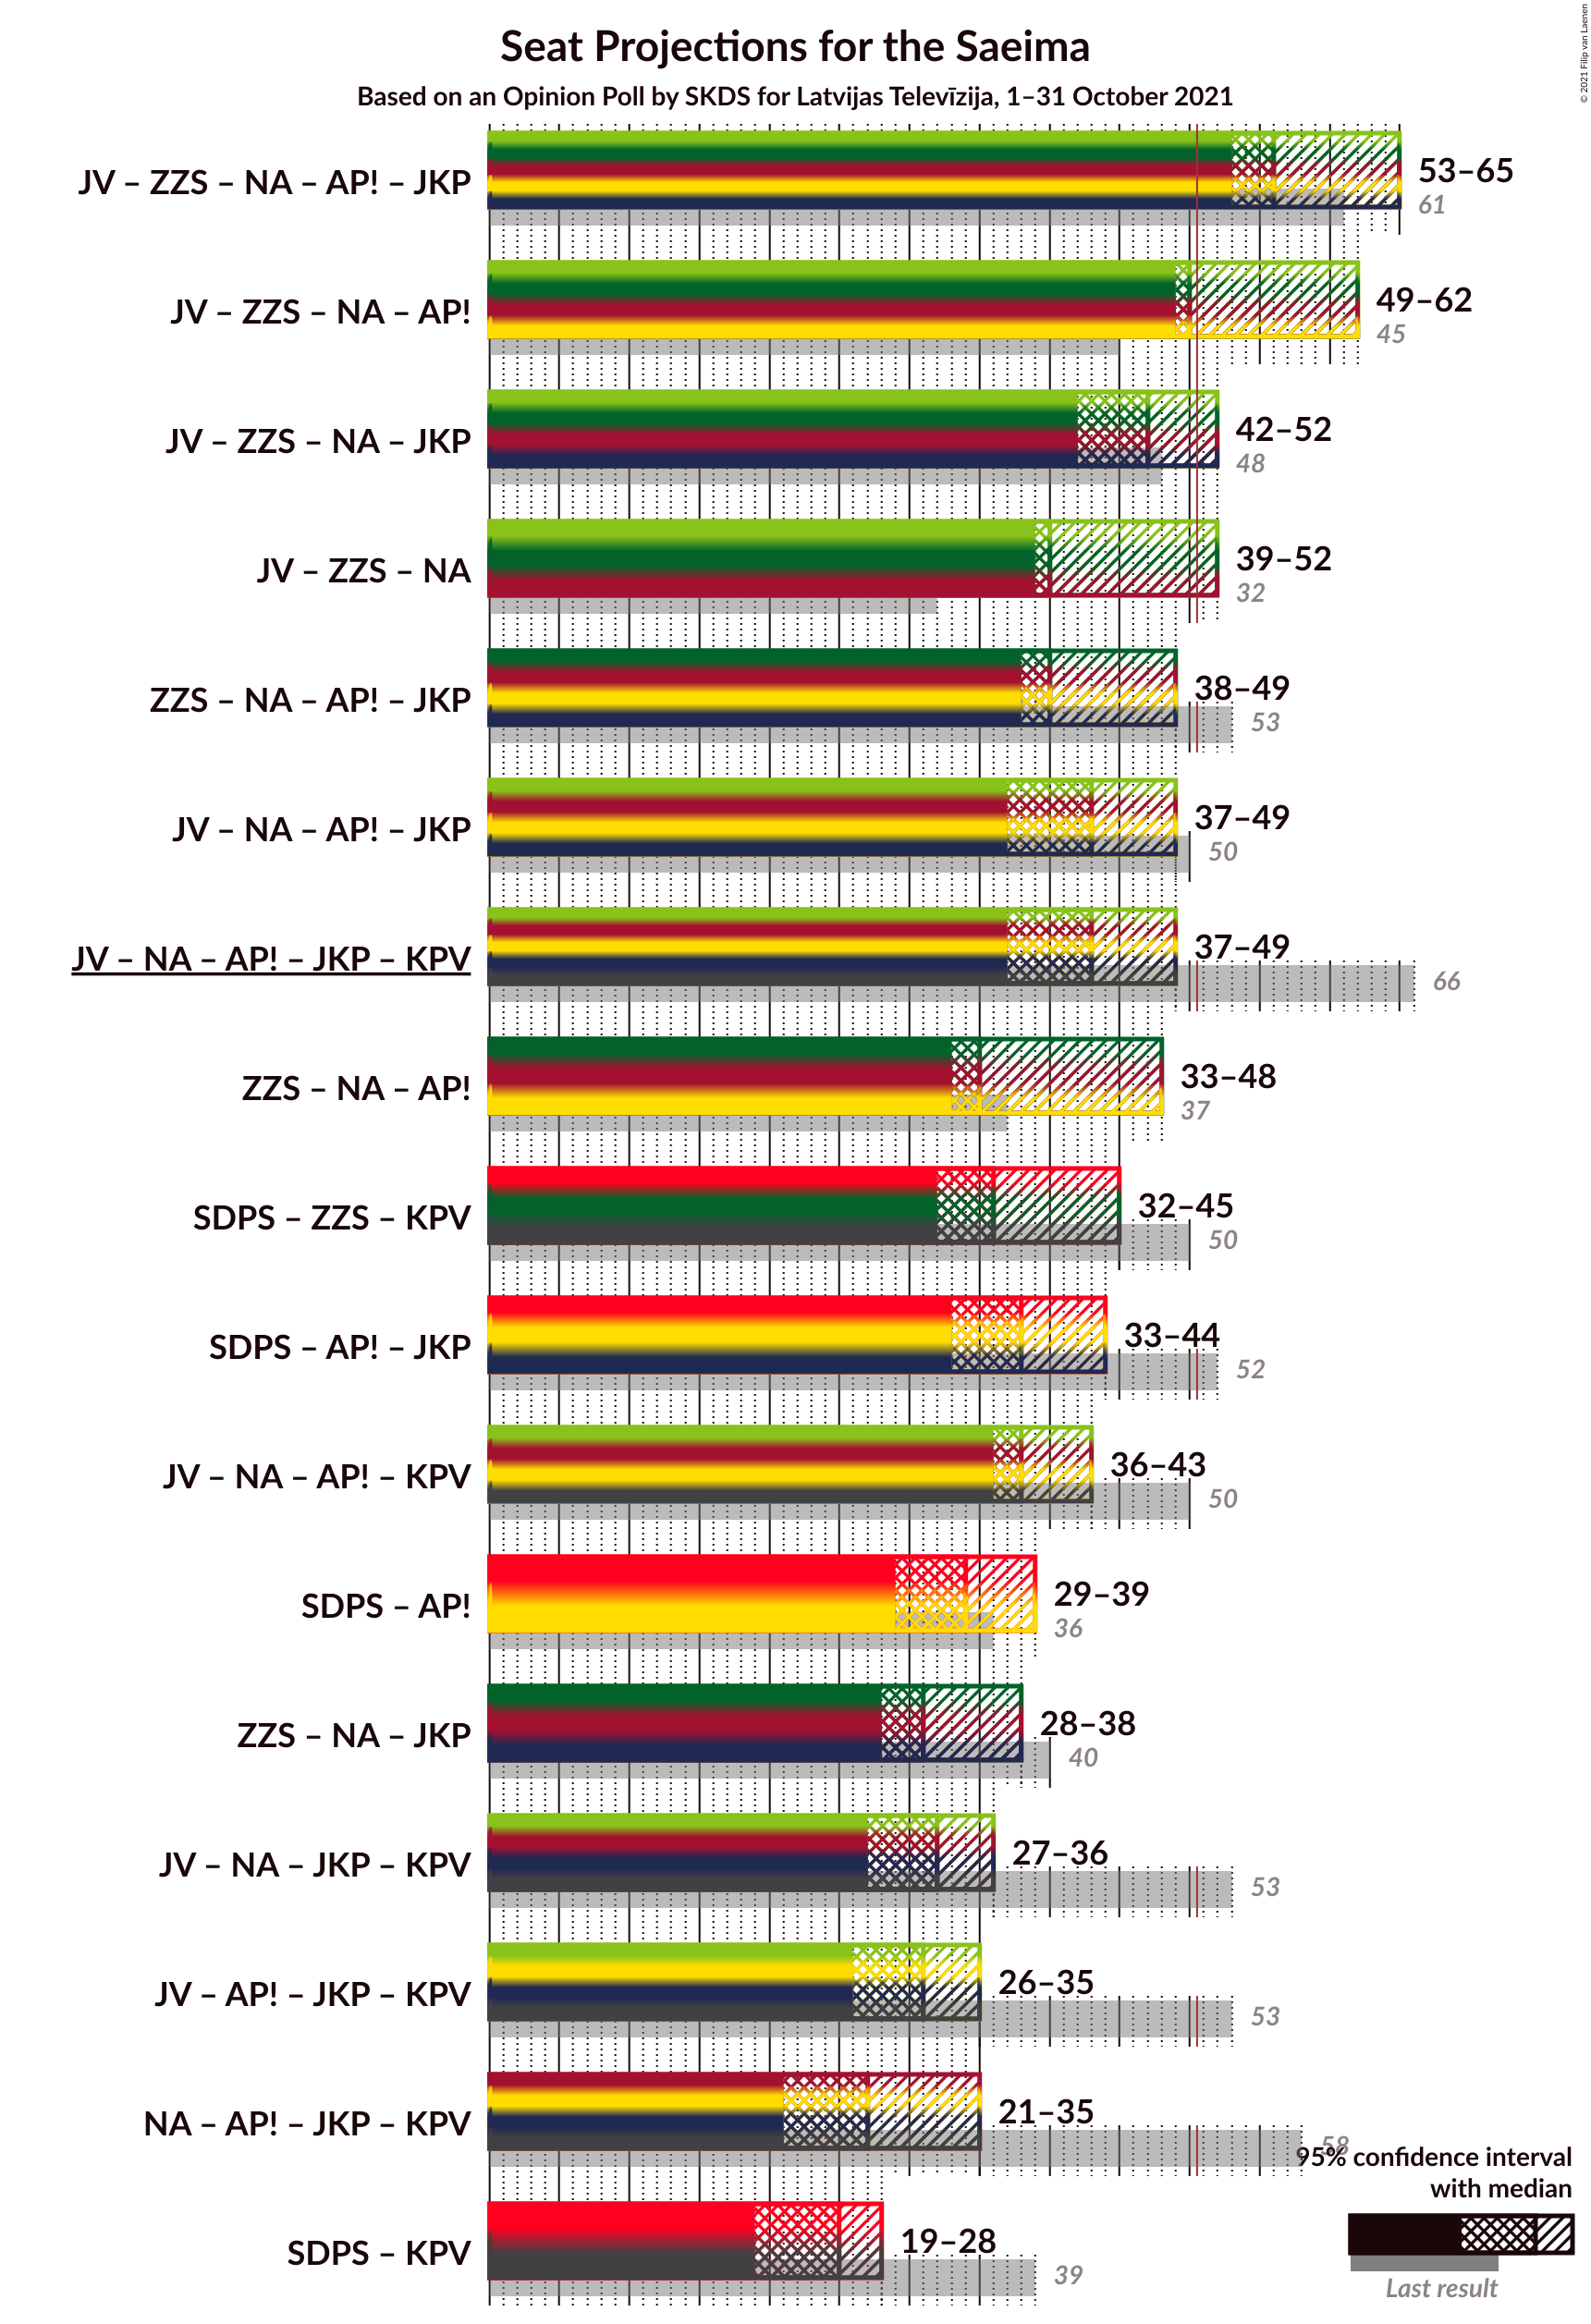 Seat Projections for the Saeima
Based on an Opinion Poll by SKDS for Latvijas Televīzija, 1–31 October 2021
© 2021 Filip van Laenen
JV – ZZS – NA – AP! – JKP
53–65
61
JV – ZZS – NA – AP!
49–62
45
JV – ZZS – NA – JKP
42–52
48
JV – ZZS – NA
39–52
32
ZZS – NA – AP! – JKP
38–49
53
JV – NA – AP! – JKP
37–49
50
JV – NA – AP! – JKP – KPV
37–49
66
ZZS – NA – AP!
33–48
37
SDPS – ZZS – KPV
32–45
50
SDPS – AP! – JKP
33–44
52
JV – NA – AP! – KPV
36–43
50
SDPS – AP!
29–39
36
ZZS – NA – JKP
28–38
40
JV – NA – JKP – KPV
27–36
53
JV – AP! – JKP – KPV
26–35
53
NA – AP! – JKP – KPV
21–35
58
SDPS – KPV
19–28
39
95% confidence interval
with median
Last result